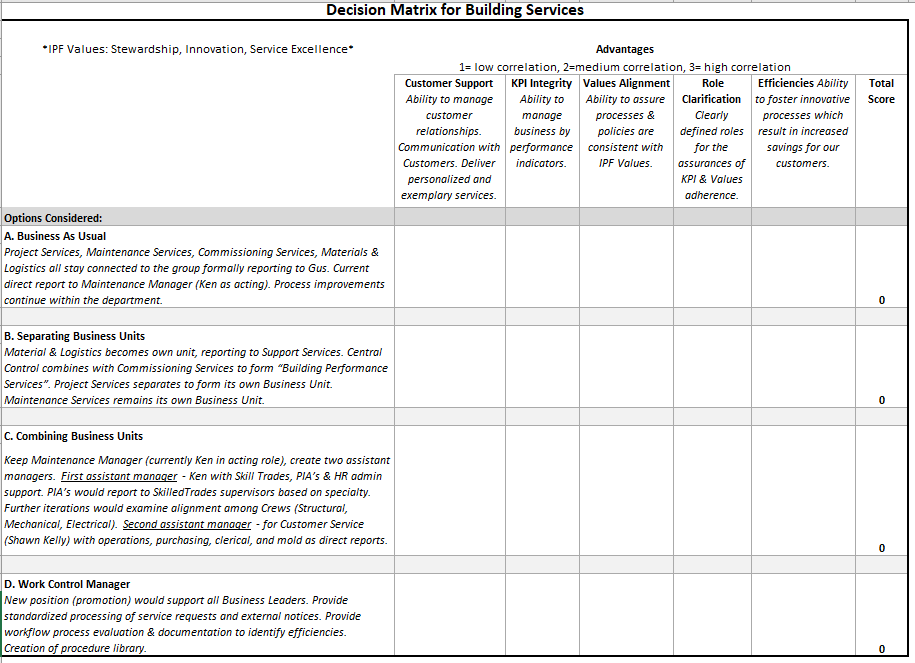 Decision Matrix for Building Services
*IPF Values: Stewardship, Innovation, Service Excellence*
Advantages
1= low correlation, 2=medium correlation, 3= high correlation
Customer Support
Ability to manage
customer
relationships.
Communication with
Customers. Deliver
personalized and
exemplary services.
KPI Integrity
Ability to
manage
business by
performance
indicators.
Values Alignment
Ability to assure
processes &
policies are
consistent with
IPF Values.
Role
Clarification
Clearly
defined roles
for the
assurances of
KPI & Values
adherence.
Efficiencies Ability
to foster innovative
processes which
result in increased
savings for our
customers.
Total
Score
Options Considered:
A. Business As Usual
Project Services, Maintenance Services, Commissioning Services, Materials &
Logistics all stay connected to the group formally reporting to Gus. Current
direct report to Maintenance Manager (Ken as acting). Process improvements
continue within the department.
0
B. Separating Business Units
Material & Logistics becomes own unit, reporting to Support Services. Central
Control combines with Commissioning Services to form “Building Performance
Services”. Project Services separates to form its own Business Unit.
Maintenance Services remains its own Business Unit.
0
C. Combining Business Units
Keep Maintenance Manager (currently Ken in acting role), create two assistant
managers. First assistant manager - Ken with Skill Trades, PIA’s & HR admin
support. PIA’s would report to SkilledTrades supervisors based on specialty.
Further iterations would examine alignment among Crews (Structural,
Mechanical, Electrical). Second assistant manager - for Customer Service
(Shawn Kelly) with operations, purchasing, clerical, and mold as direct reports.
0
D. Work Control Manager
New position (promotion) would support all Business Leaders. Provide
standardized processing of service requests and external notices. Provide
workflow process evaluation & documentation to identify efficiencies.
Creation of procedure library.
0